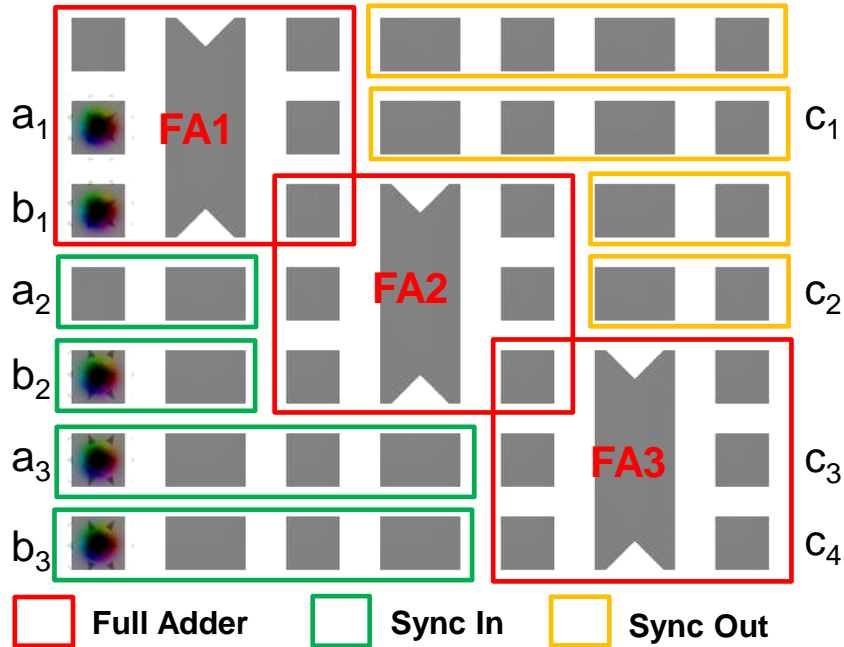 a₁ FA1 c₁
b₁
a₂ FA2 c₂
b₂
a₃ FA3 c₃
b₃ c₄
Full Adder Sync In Sync Out